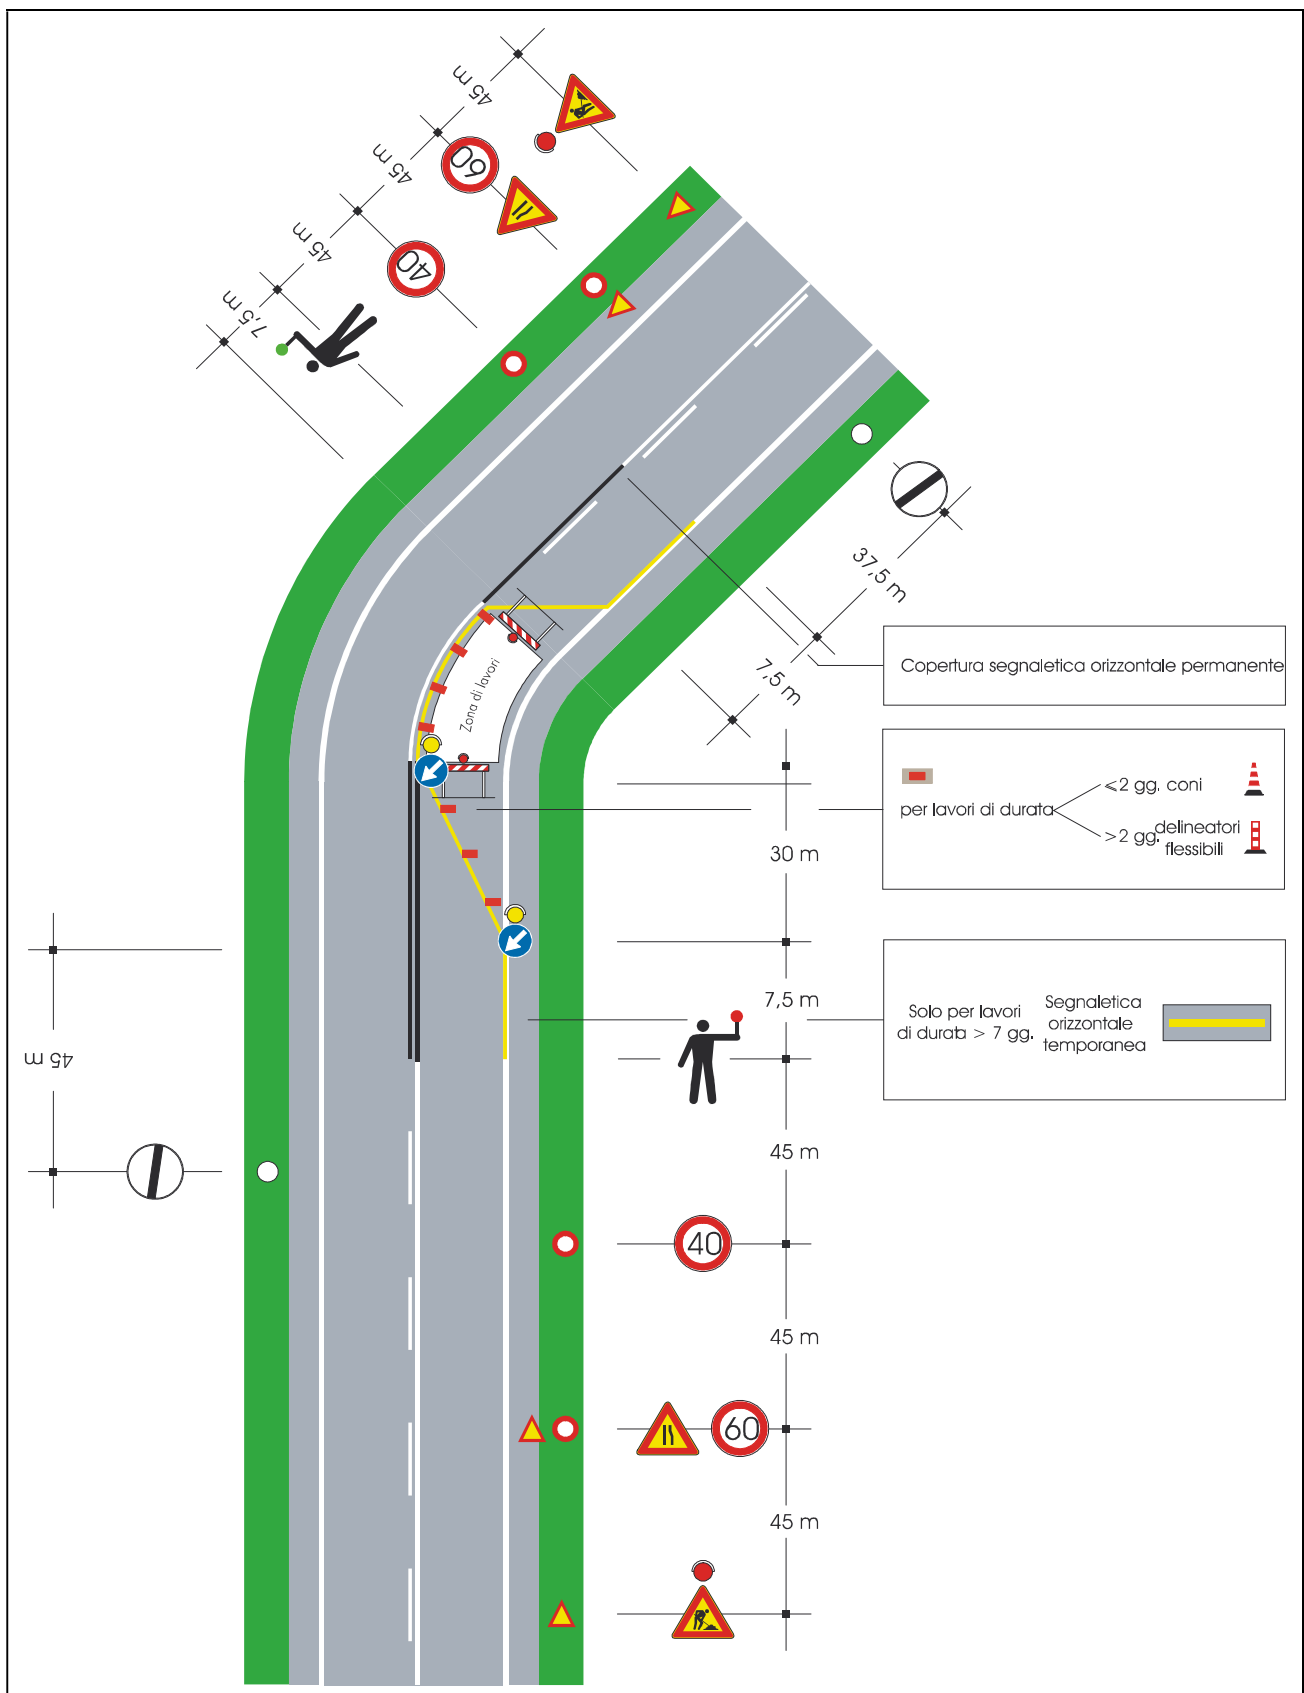 45 m
45 m
60
45 m
40
7,5 m
37,5 m
Copertura segnaletica orizzontale permanente
7,5 m
Zona di lavori
≤2 gg. coni
per lavori di durata
>2 gg. delineatori
flessibili
30 m
7,5 m
Solo per lavori
di durata > 7 gg.
Segnaletica
orizzontale
temporanea
45 m
45 m
40
45 m
60
45 m